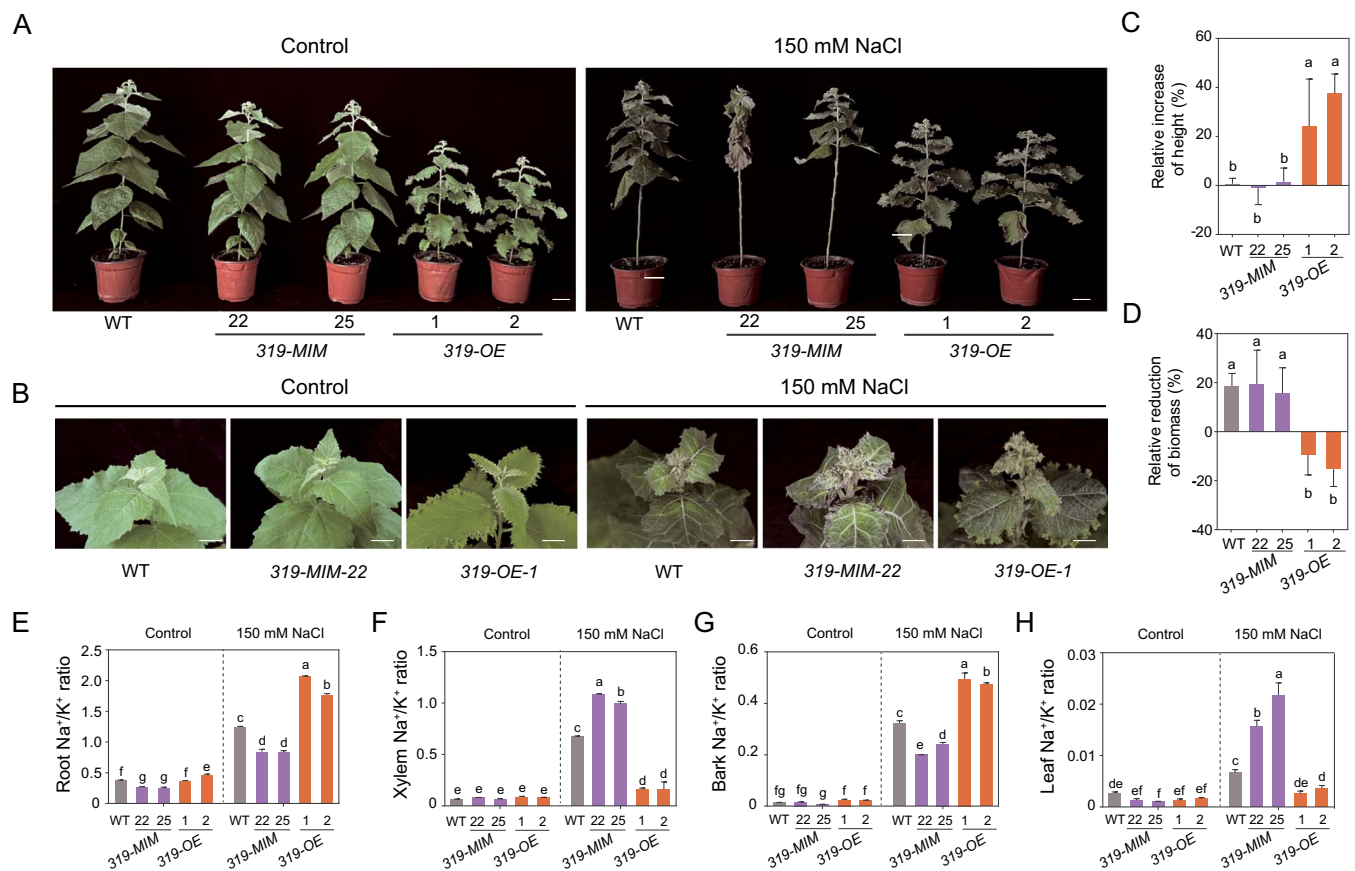 A
Control
150 mM NaCl
WT
22
25
1
2
WT
22
25
1
2
319-MIM
319-OE
319-MIM
319-OE
B
Control
150 mM NaCl
WT
319-MIM-22
319-OE-1
WT
319-MIM-22
319-OE-1
C
Relative increase
of height (%)
60
40
20
0
-20
b
b
b
a
a
WT
22
25
1
2
319-MIM
319-OE
D
Relative reduction
of biomass (%)
40
20
0
-20
-40
a
a
a
b
b
WT
22
25
1
2
319-MIM
319-OE
E
Control
150 mM NaCl
Root Na⁺/K⁺ ratio
2.5
2.0
1.5
1.0
0.5
0
f
g
g
f
e
c
d
d
a
b
WT
22
25
1
2
WT
22
25
1
2
319-MIM
319-OE
319-MIM
319-OE
F
Control
150 mM NaCl
Xylem Na⁺/K⁺ ratio
1.5
1.0
0.5
0
e
e
e
e
e
c
a
b
d
d
WT
22
25
1
2
WT
22
25
1
2
319-MIM
319-OE
319-MIM
319-OE
G
Control
150 mM NaCl
Bark Na⁺/K⁺ ratio
0.6
0.4
0.2
0
fg
fg
g
f
f
c
e
d
a
b
WT
22
25
1
2
WT
22
25
1
2
319-MIM
319-OE
319-MIM
319-OE
H
Control
150 mM NaCl
Leaf Na⁺/K⁺ ratio
0.03
0.02
0.01
0
de
ef
f
ef
ef
c
b
a
de
d
WT
22
25
1
2
WT
22
25
1
2
319-MIM
319-OE
319-MIM
319-OE